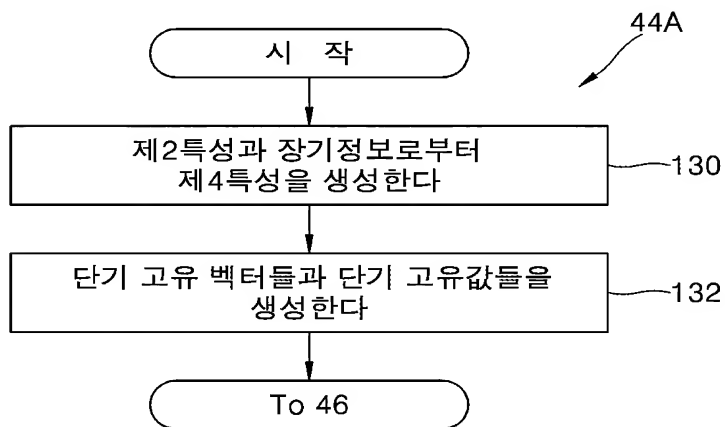 44A
시 작
제2특성과 장기정보로부터
제4특성을 생성한다
130
단기 고유 벡터들과 단기 고유값들을
생성한다
132
To 46